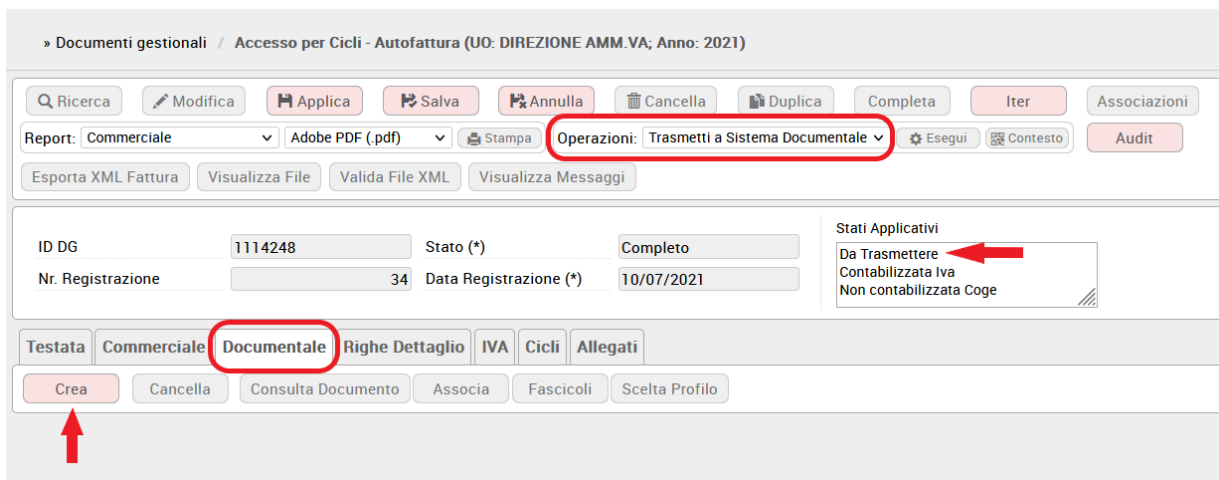 » Documenti gestionali / Accesso per Cicli - Autofattura (UO: DIREZIONE AMM.VA; Anno: 2021)
Ricerca Modifica Applica Salva Annulla Cancella Duplica Completa Iter Associazioni
Report: Commerciale Adobe PDF (.pdf) Stampa Operazioni: Trasmetti a Sistema Documentale Esegui Contesto Audit
Esporta XML Fattura Visualizza File Valida File XML Visualizza Messaggi
Stati Applicativi
ID DG 1114248 Stato (*) Completo Da Trasmettere
Contabilizzata Iva
Nr. Registrazione 34 Data Registrazione (*) 10/07/2021 Non contabilizzata Coge
Testata Commerciale Documentale Righe Dettaglio IVA Cicli Allegati
Crea Cancella Consulta Documento Associa Fascicoli Scelta Profilo